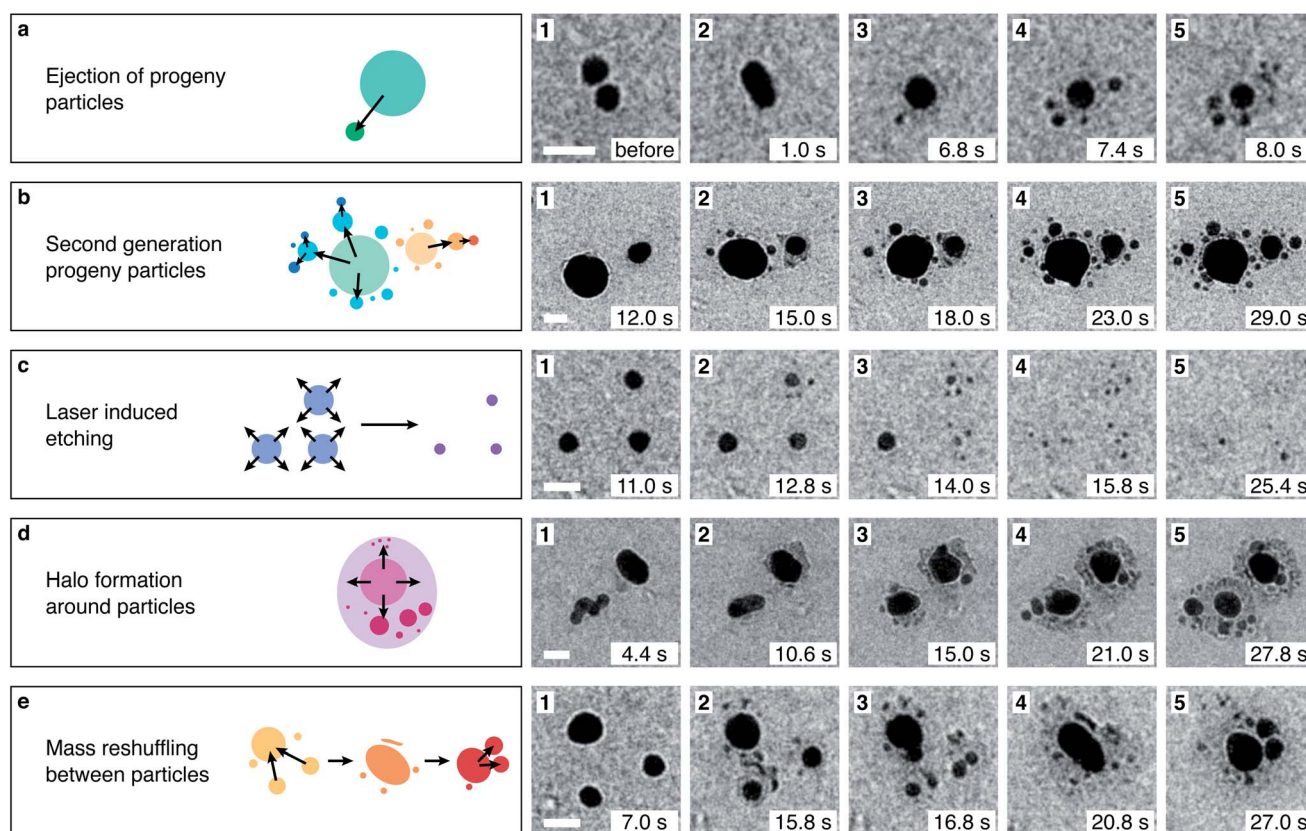 a
Ejection of progeny
particles
1
2
3
4
5
before
1.0 s
6.8 s
7.4 s
8.0 s
b
Second generation
progeny particles
1
2
3
4
5
12.0 s
15.0 s
18.0 s
23.0 s
29.0 s
c
Laser induced
etching
1
2
3
4
5
11.0 s
12.8 s
14.0 s
15.8 s
25.4 s
d
Halo formation
around particles
1
2
3
4
5
4.4 s
10.6 s
15.0 s
21.0 s
27.8 s
e
Mass reshuffling
between particles
1
2
3
4
5
7.0 s
15.8 s
16.8 s
20.8 s
27.0 s